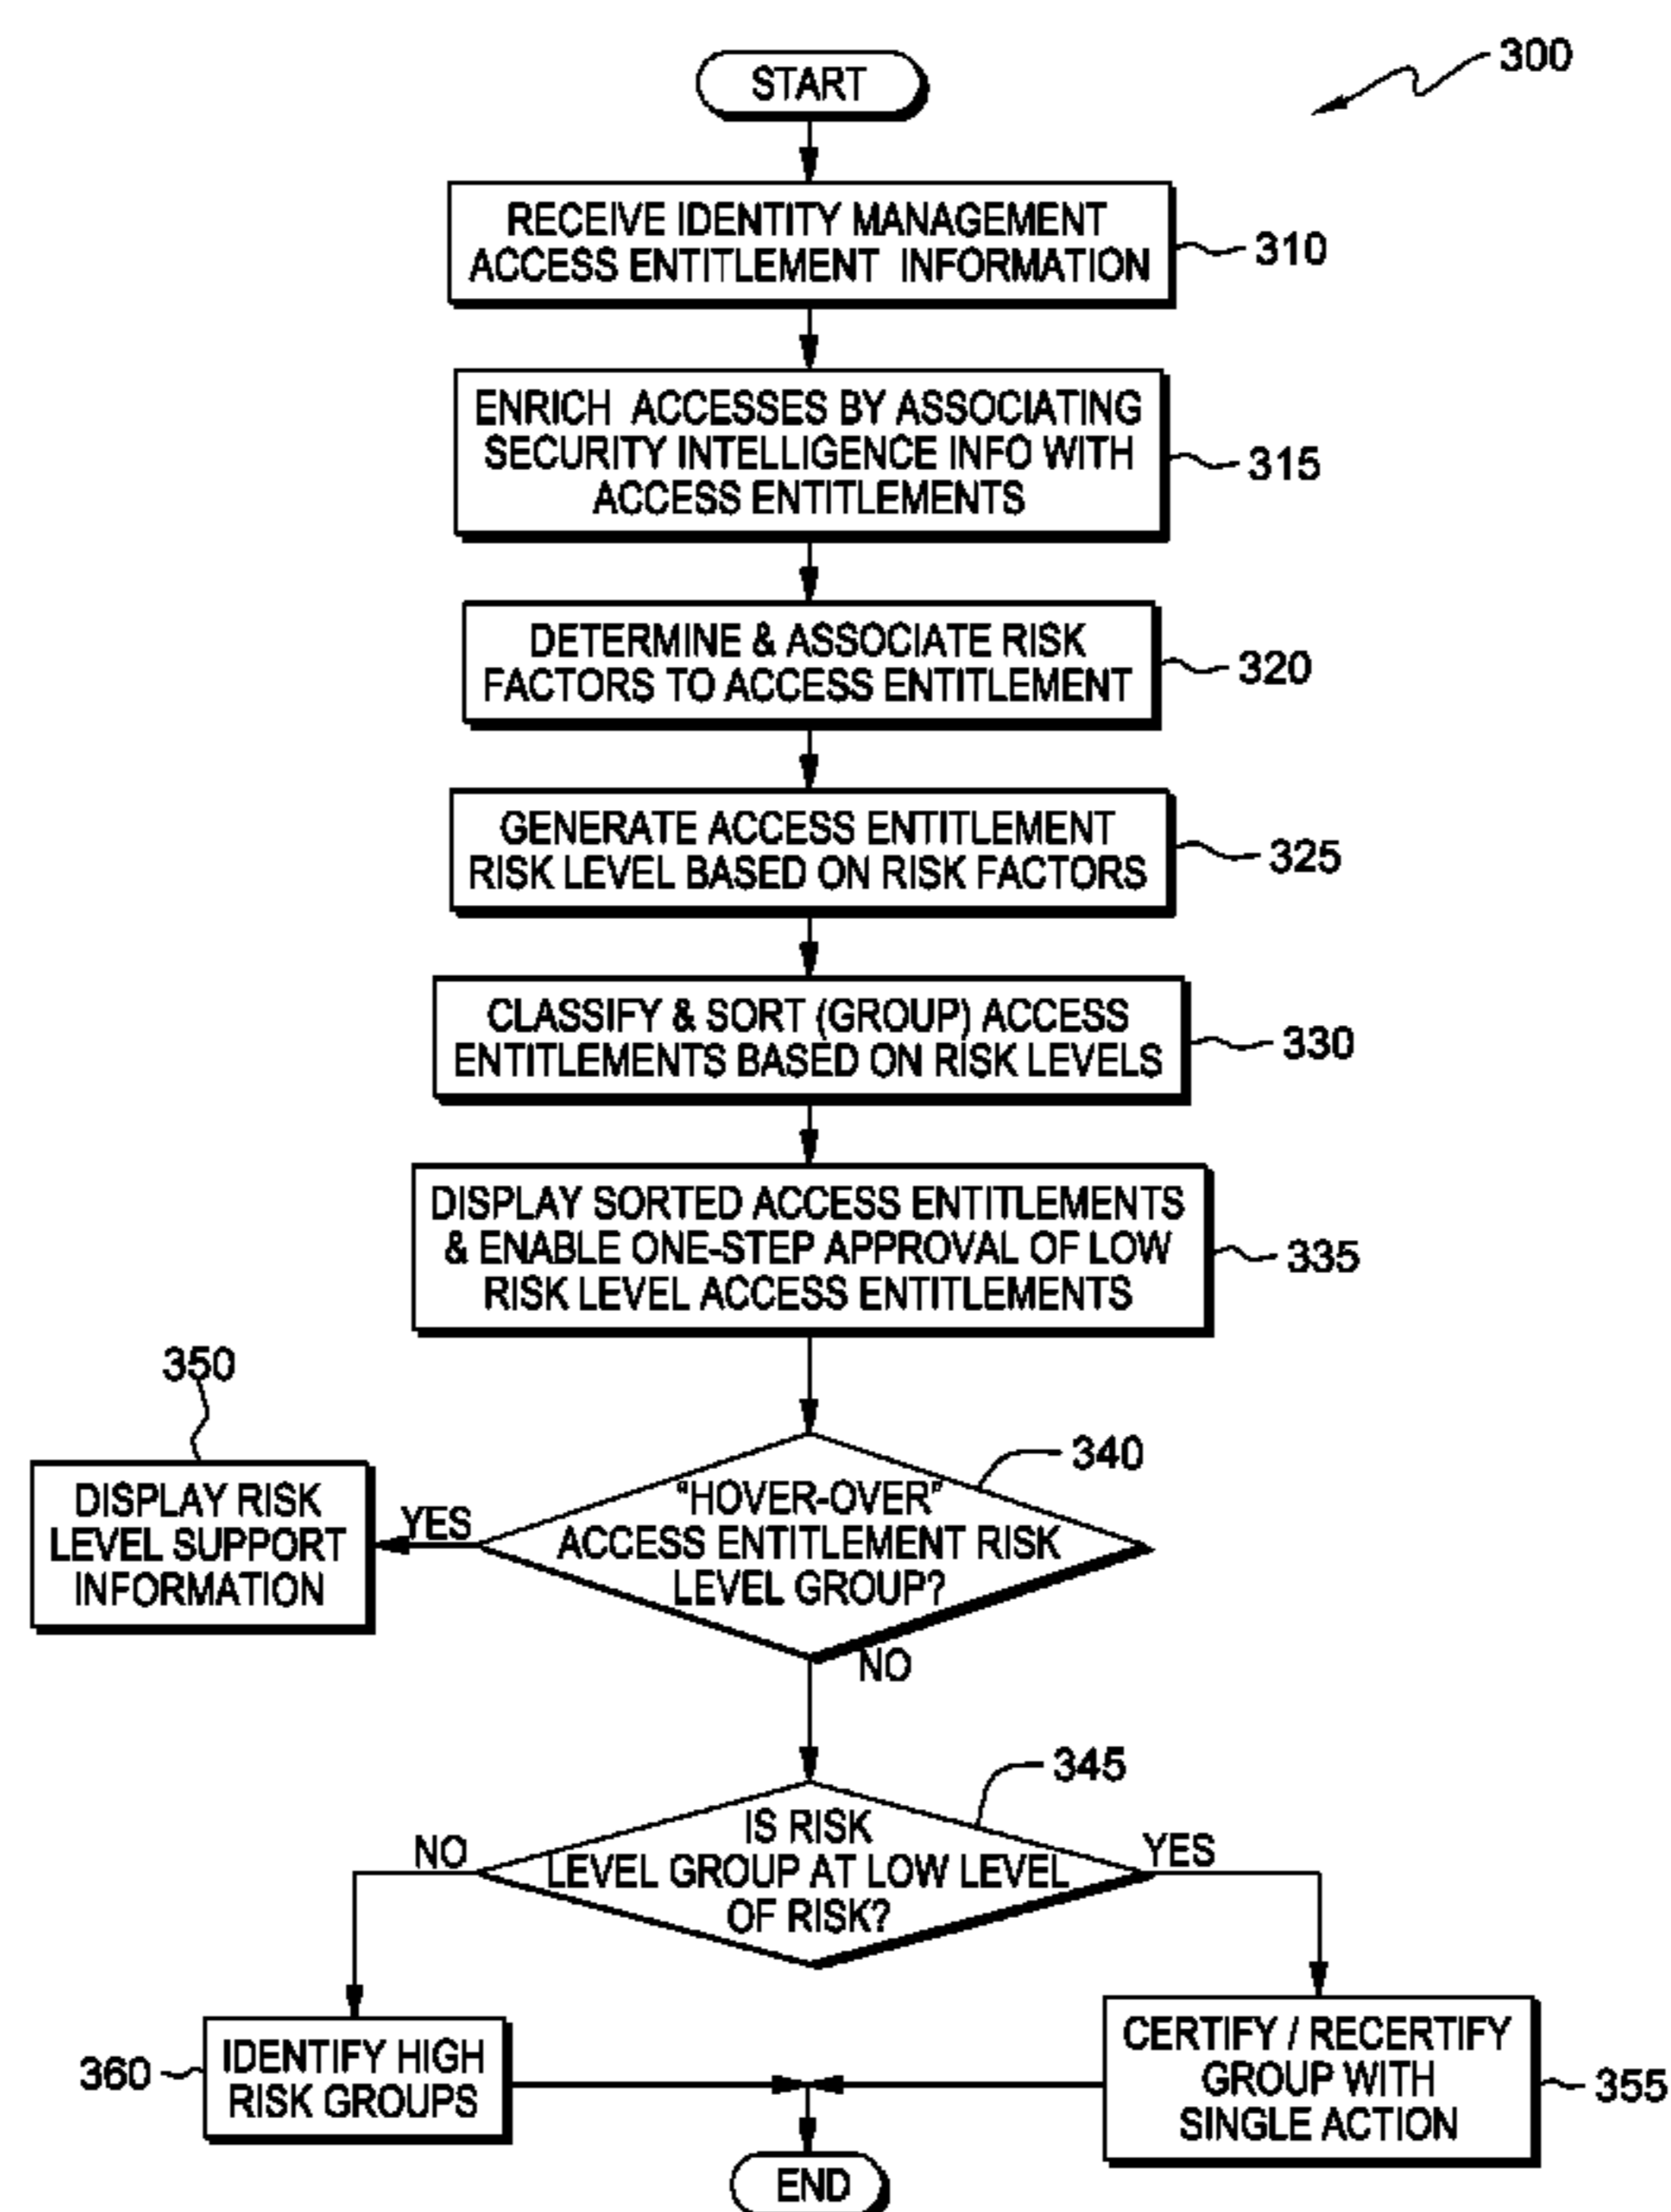 START
300
RECEIVE IDENTITY MANAGEMENT
ACCESS ENTITLEMENT INFORMATION
310
ENRICH ACCESSES BY ASSOCIATING
SECURITY INTELLIGENCE INFO WITH
ACCESS ENTITLEMENTS
315
DETERMINE & ASSOCIATE RISK
FACTORS TO ACCESS ENTITLEMENT
320
GENERATE ACCESS ENTITLEMENT
RISK LEVEL BASED ON RISK FACTORS
325
CLASSIFY & SORT (GROUP) ACCESS
ENTITLEMENTS BASED ON RISK LEVELS
330
DISPLAY SORTED ACCESS ENTITLEMENTS
& ENABLE ONE-STEP APPROVAL OF LOW
RISK LEVEL ACCESS ENTITLEMENTS
335
350
DISPLAY RISK
LEVEL SUPPORT
INFORMATION
YES
"HOVER-OVER"
ACCESS ENTITLEMENT RISK
LEVEL GROUP?
340
NO
345
IS RISK
LEVEL GROUP AT LOW LEVEL
OF RISK?
NO
YES
360
IDENTIFY HIGH
RISK GROUPS
CERTIFY / RECERTIFY
GROUP WITH
SINGLE ACTION
355
END